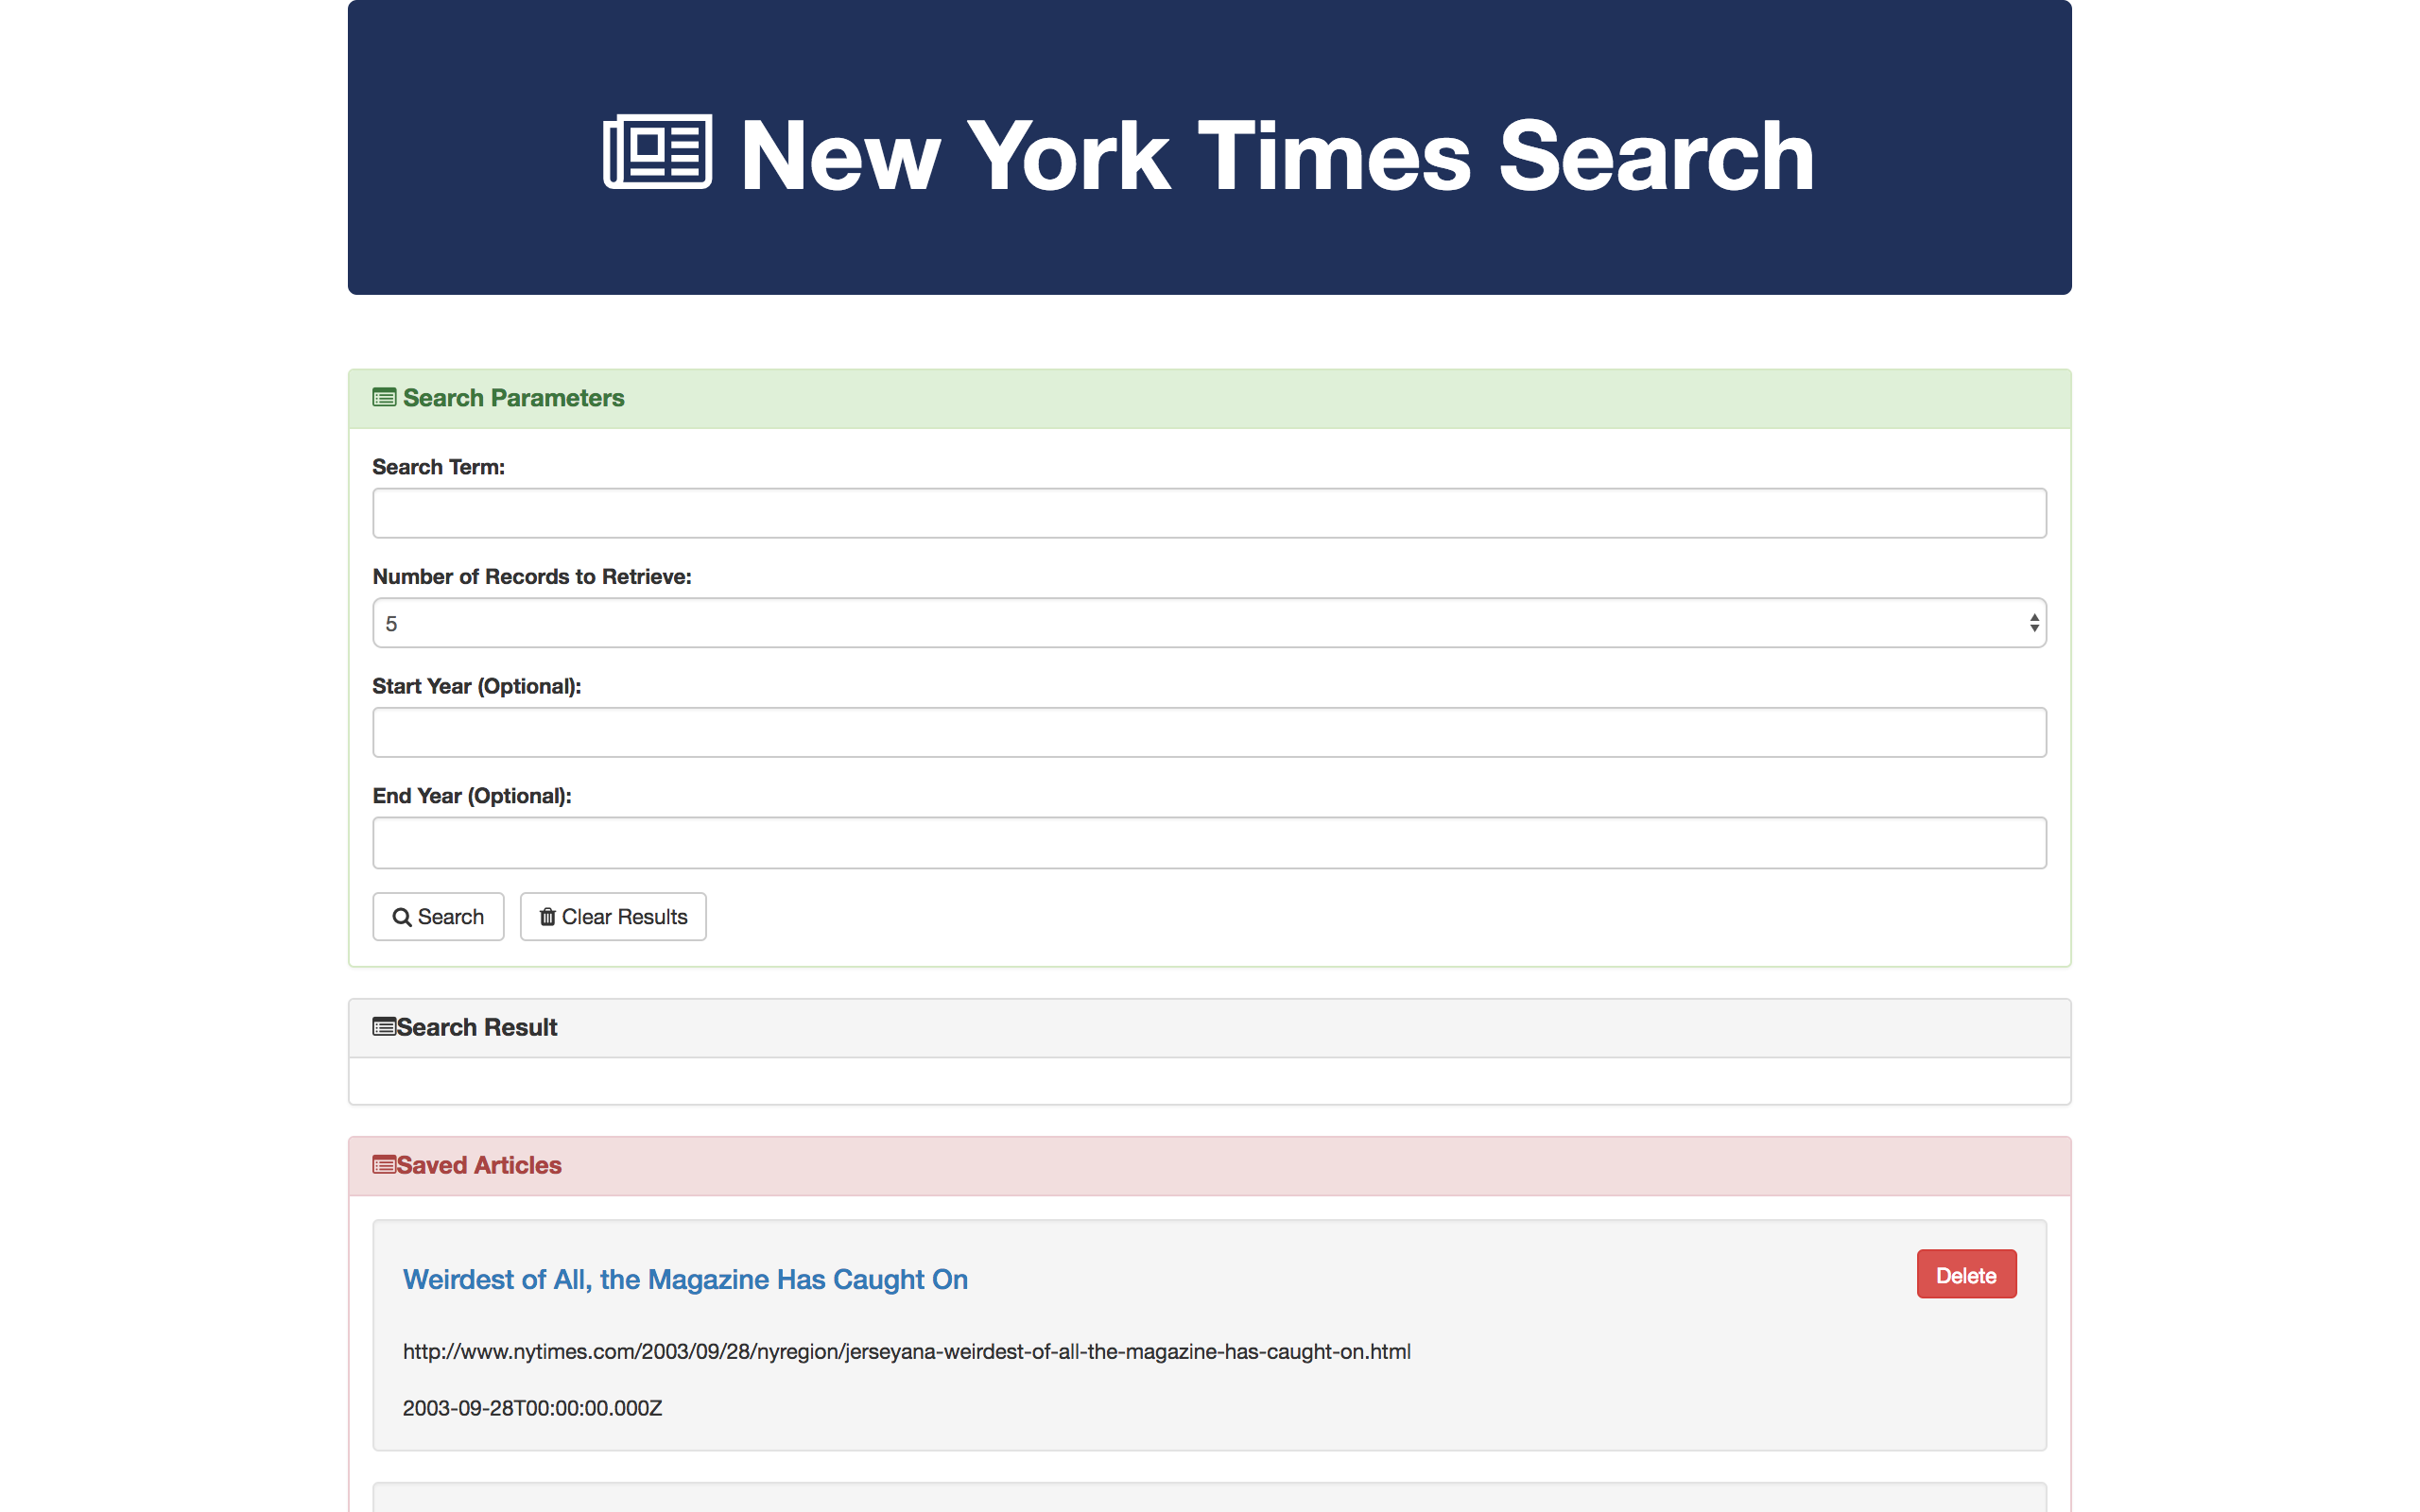 New York Times Search
Search Parameters
Search Term:
Number of Records to Retrieve:
5
Start Year (Optional):
End Year (Optional):
Search Clear Results
Search Result
Saved Articles
Weirdest of All, the Magazine Has Caught On
Delete
http://www.nytimes.com/2003/09/28/nyregion/jerseyana-weirdest-of-all-the-magazine-has-caught-on.html
2003-09-28T00:00:00.000Z